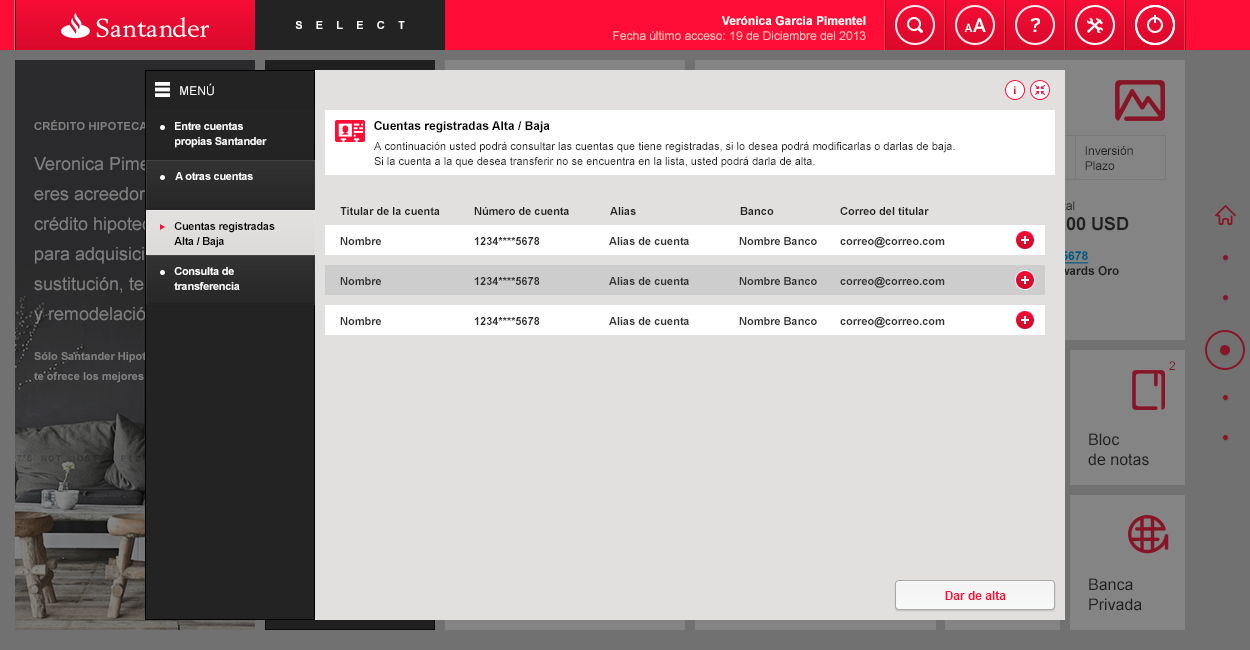 Santander
SELECT
Verónica Garcia Pimentel
Fecha último acceso: 19 de Diciembre del 2013
AA
?
MENÚ
Entre cuentas
propias Santander
A otras cuentas
Cuentas registradas
Alta / Baja
Consulta de
transferencia
i
Cuentas registradas Alta / Baja
A continuación usted podrá consultar las cuentas que tiene registradas, si lo desea podrá modificarlas o darlas de baja.
Si la cuenta a la que desea transferir no se encuentra en la lista, usted podrá darla de alta.
Titular de la cuenta Número de cuenta Alias Banco Correo del titular
Nombre 1234****5678 Alias de cuenta Nombre Banco correo@correo.com
Nombre 1234****5678 Alias de cuenta Nombre Banco correo@correo.com
Nombre 1234****5678 Alias de cuenta Nombre Banco correo@correo.com
Dar de alta
CRÉDITO HIPOTECA
Veronica Pime
eres acreedor
crédito hipote
para adquisici
sustitución, te
y remodelació
Sólo Santander Hipot
te ofrece los mejores
Inversión
Plazo
tal
00 USD
5678
wards Oro
2
Bloc
de notas
Banca
Privada